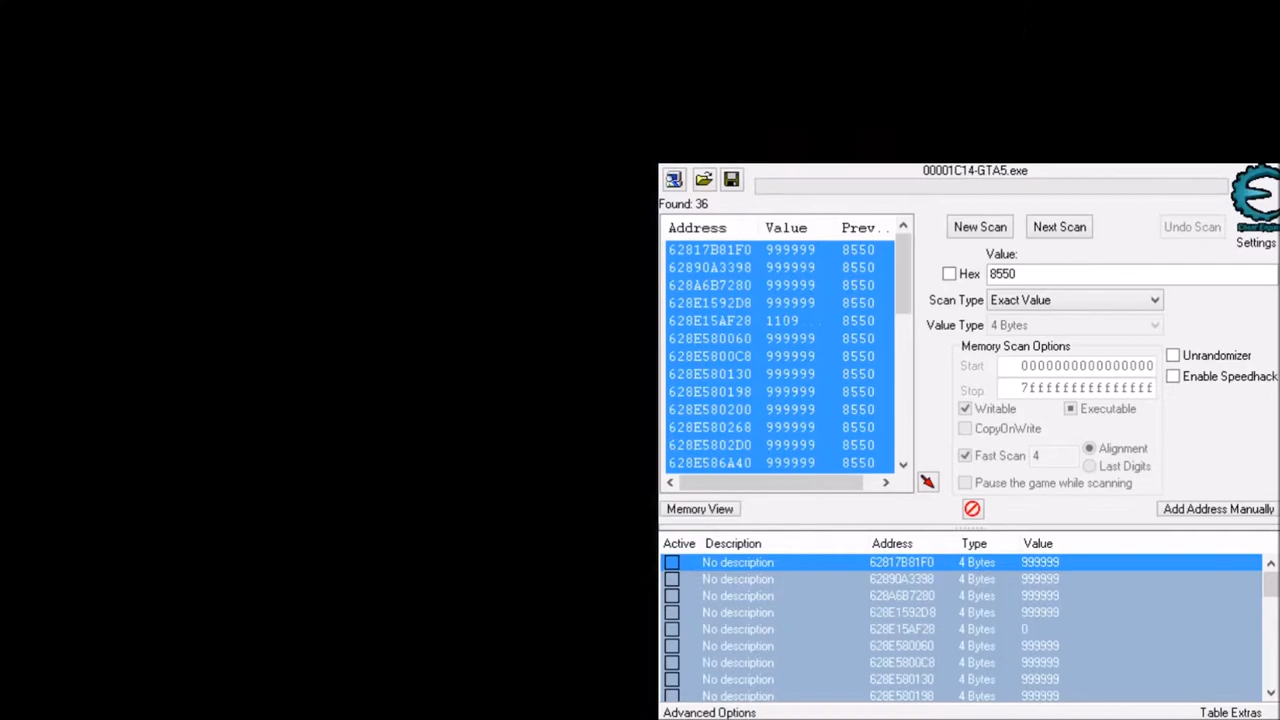 00001C14-GTA5.exe
Found: 36
Address Value Prev..
62817B81F0 999999 8550
62890A3398 999999 8550
628A6B7280 999999 8550
628E1592D8 999999 8550
628E15AF28 1109 ... 8550
628E580060 999999 8550
628E5800C8 999999 8550
628E580130 999999 8550
628E580198 999999 8550
628E580200 999999 8550
628E580268 999999 8550
628E5802D0 999999 8550
628E586A40 999999 8550
New Scan Next Scan Undo Scan
Settings
Value:
Hex 8550
Scan Type Exact Value
Value Type 4 Bytes
Memory Scan Options
Start 0000000000000000
Stop 7fffffffffffffff
Writable Executable
CopyOnWrite
Fast Scan 4 Alignment
Last Digits
Pause the game while scanning
Unrandomizer
Enable Speedhack
Memory View Add Address Manually
Active Description Address Type Value
No description 62817B81F0 4 Bytes 999999
No description 62890A3398 4 Bytes 999999
No description 628A6B7280 4 Bytes 999999
No description 628E1592D8 4 Bytes 999999
No description 628E15AF28 4 Bytes 0
No description 628E580060 4 Bytes 999999
No description 628E5800C8 4 Bytes 999999
No description 628E580130 4 Bytes 999999
No description 628E580198 4 Bytes 999999
Advanced Options Table Extras